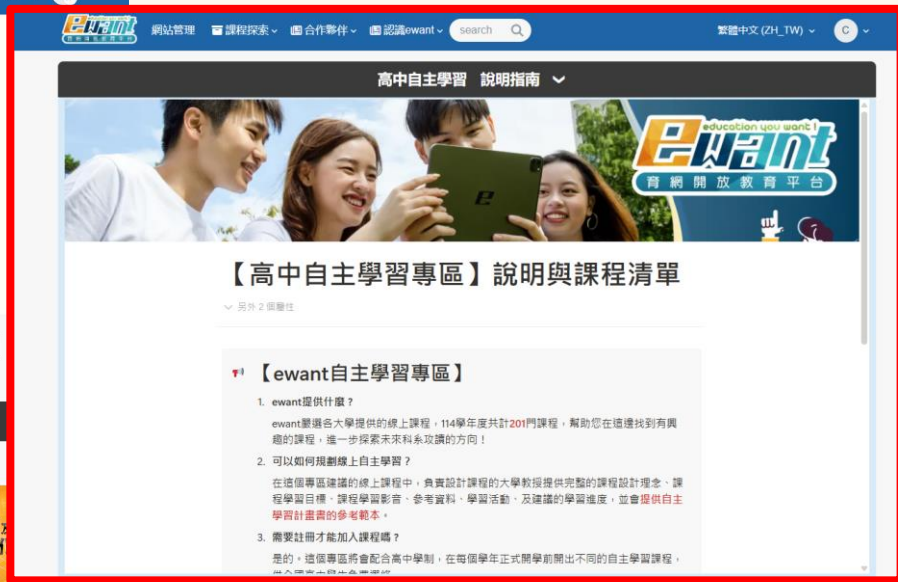 ewant
網站管理 課程探索 合作夥伴 認識ewant search 繁體中文 (ZH_TW) C
高中自主學習 說明指南
education you want !
ewant
育網開放教育平台
【高中自主學習專區】說明與課程清單
另外 2 個屬性
【ewant自主學習專區】
1. ewant提供什麼？
ewant嚴選各大學提供的線上課程，114學年度共計201門課程，幫助您在這邊找到有興
趣的課程，進一步探索未來科系攻讀的方向！
2. 可以如何規劃線上自主學習？
在這個專區建議的線上課程中，負責設計課程的大學教授提供完整的課程設計理念、課
程學習目標、課程學習影音、參考資料、學習活動、及建議的學習進度，並會提供自主
學習計畫書的參考範本。
3. 需要註冊才能加入課程嗎？
是的，這個專區將會配合高中學制，在每個學年正式開學前開出不同的自主學習課程，